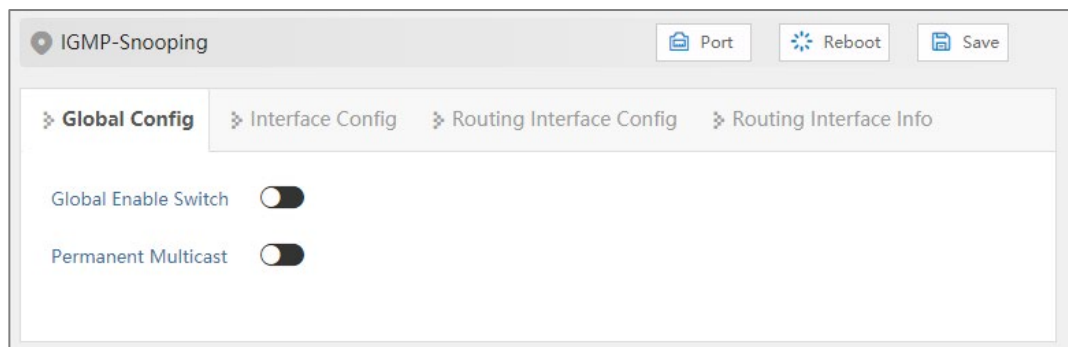 IGMP-Snooping Port Reboot Save
Global Config Interface Config Routing Interface Config Routing Interface Info
Global Enable Switch
Permanent Multicast